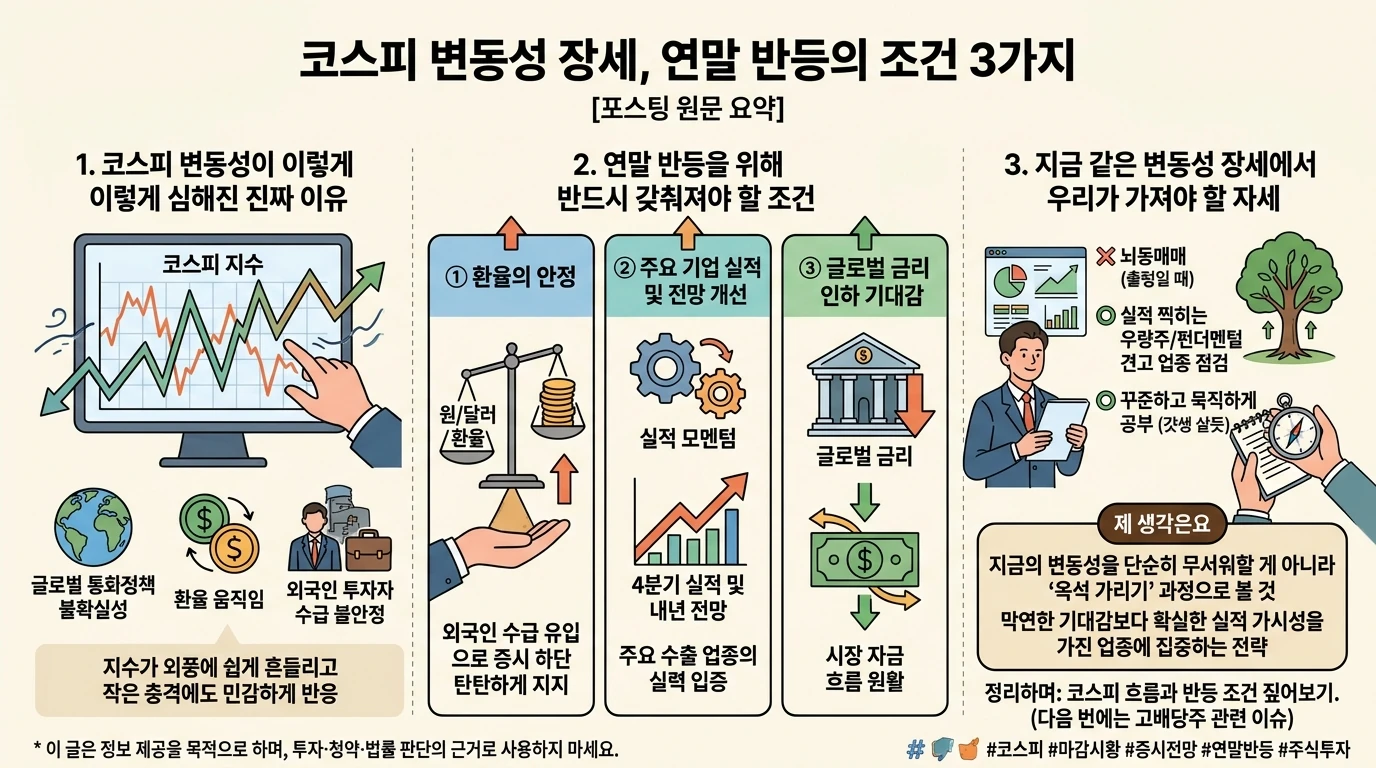 코스피 변동성 장세, 연말 반등의 조건 3가지
[포스팅 원문 요약]
1. 코스피 변동성이 이렇게
이렇게 심해진 진짜 이유
코스피 지수
글로벌 통화정책
불확실성
환율 움직임
외국인 투자자
수급 불안정
지수가 외풍에 쉽게 흔들리고
작은 충격에도 민감하게 반응
2. 연말 반등을 위해
반드시 갖춰져야 할 조건
① 환율의 안정
원/달러
환율
외국인 수급 유입
으로 증시 하단
탄탄하게 지지
② 주요 기업 실적
및 전망 개선
실적 모멘텀
4분기 실적 및
내년 전망
주요 수출 업종의
실력 입증
③ 글로벌 금리
인하 기대감
$
글로벌 금리
$
시장 자금
흐름 원활
3. 지금 같은 변동성 장세에서
우리가 가져야 할 자세
뇌동매매
(출렁일 때)
실적 찍히는
우량주/펀더멘털
견고 업종 점검
꾸준하고 묵직하게
공부 (갓생 살듯)
제 생각은요
지금의 변동성을 단순히 무서워할 게 아니라
‘옥석 가리기’ 과정으로 볼 것
막연한 기대감보다 확실한 실적 가시성을
가진 업종에 집중하는 전략
정리하며: 코스피 흐름과 반등 조건 짚어보기.
(다음 번에는 고배당주 관련 이슈)
* 이 글은 정보 제공을 목적으로 하며, 투자·청약·법률 판단의 근거로 사용하지 마세요.
# #코스피 #마감시황 #증시전망 #연말반등 #주식투자